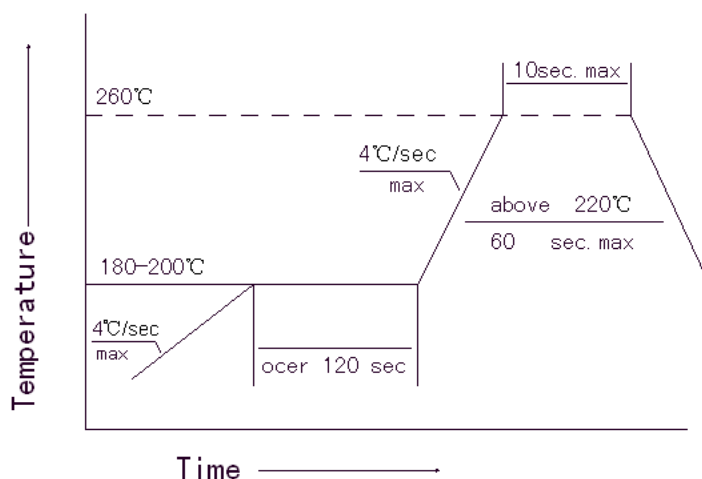 10sec. max
260℃
4℃/sec
max
above 220℃
60 sec. max
180-200℃
4℃/sec
max
ocer 120 sec
Temperature
Time